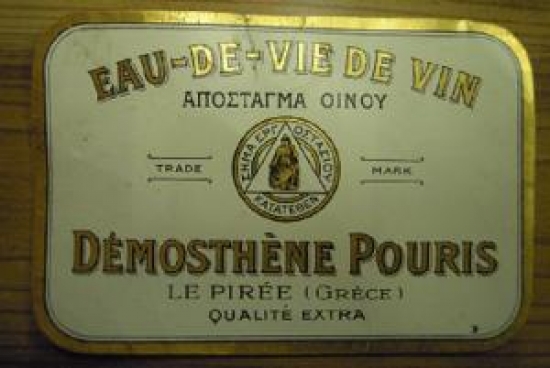 EAU-DE-VIE DE VIN
ΑΠΟΣΤΑΓΜΑ ΟΙΝΟΥ
ΣΗΜΑ ΕΡΓΟΣΤΑΣΙΟΥ
ΚΑΤΑΤΕΘΕΝ
TRADE MARK
DÉMOSTHÈNE POURIS
LE PIRÉE (GRÈCE)
QUALITÉ EXTRA